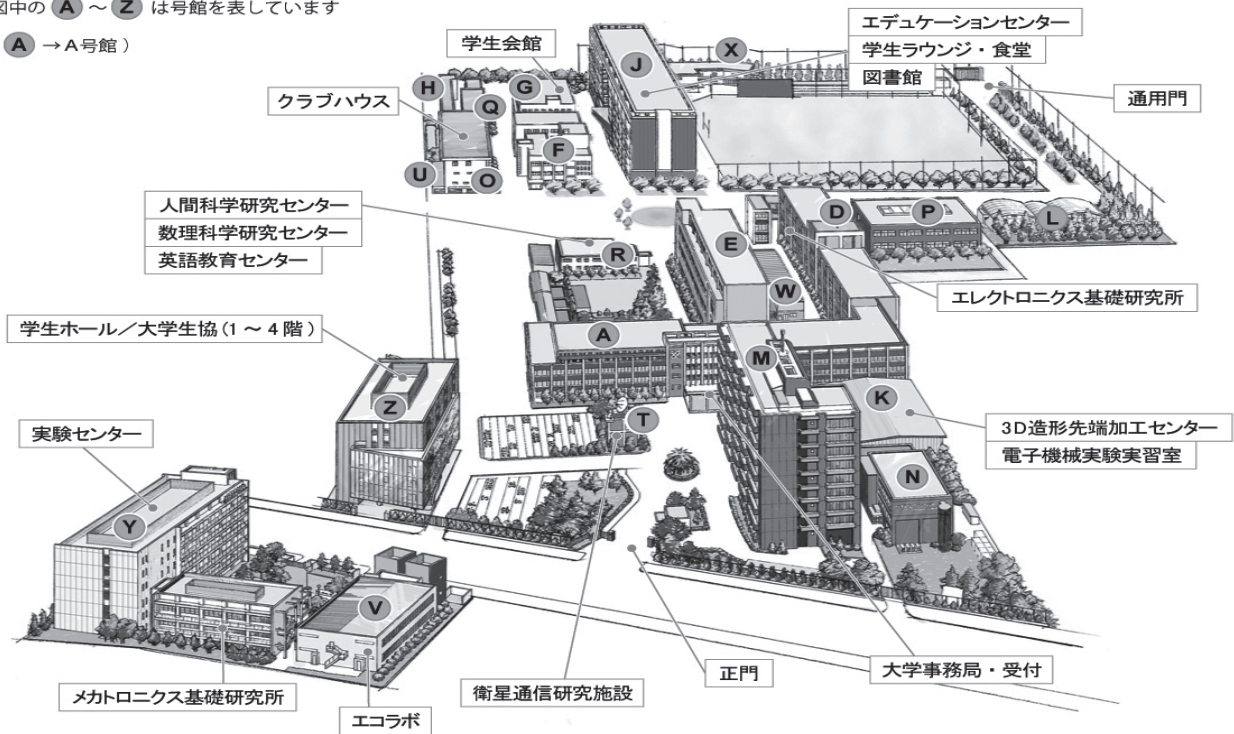 図中の A ～ Z は号館を表しています
A → A号館）
エデュケーションセンター
学生ラウンジ・食堂
図書館
学生会館
クラブハウス
通用門
X
J
H
G
Q
F
U
O
人間科学研究センター
数理科学研究センター
英語教育センター
D
P
L
R
E
W
エレクトロニクス基礎研究所
学生ホール／大学生協（1 ～ 4 階）
A
M
Z
K
T
実験センター
3D造形先端加工センター
電子機械実験実習室
N
Y
V
正門
大学事務局・受付
メカトロニクス基礎研究所
衛星通信研究施設
エコラボ